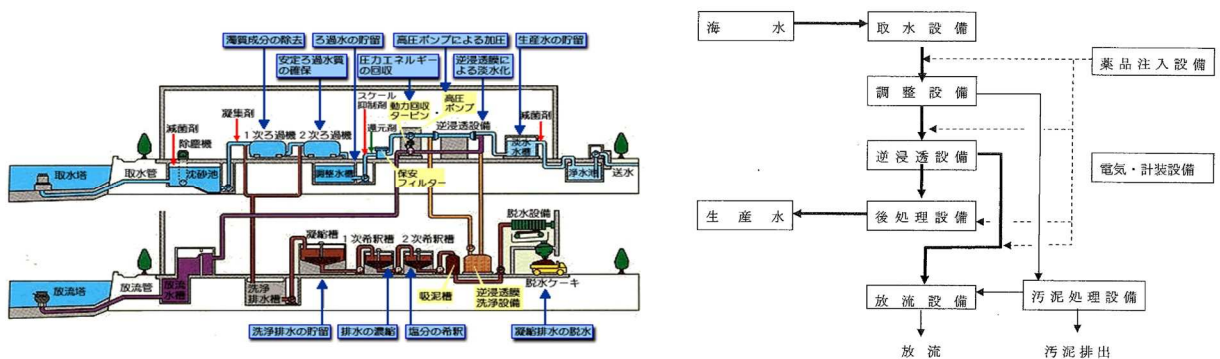 濁質成分の除去
ろ過水の貯留
高圧ポンプによる加圧
生産水の貯留
安定ろ過水質
の確保
圧力エネルギー
の回収
逆浸透膜に
よる淡水化
スケール
抑制剤
動力回収
タービン
高圧
ポンプ
凝集剤
還元剤
滅菌剤
滅菌剤
除塵機
1次ろ過機
2次ろ過機
逆浸透設備
淡水
水槽
取水塔
取水管
沈砂池
調整水槽
保安
フィルター
浄水池
送水
脱水設備
凝縮槽
1次希釈槽
2次希釈槽
放流塔
放流管
放流
水槽
洗浄
排水槽
吸泥槽
逆浸透膜
洗浄設備
脱水ケーキ
洗浄排水の貯留
排水の濃縮
塩分の希釈
凝縮排水の脱水
海水
取水設備
薬品注入設備
調整設備
逆浸透設備
電気・計装設備
生産水
後処理設備
放流設備
汚泥処理設備
放流
汚泥排出